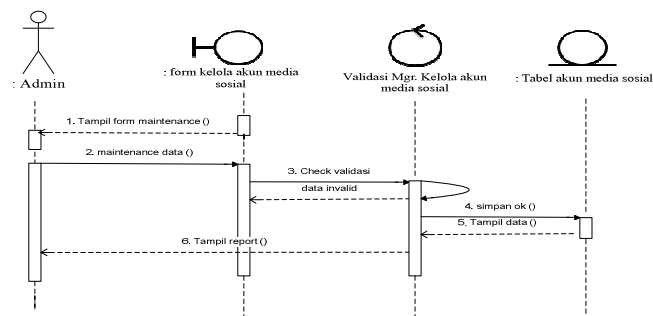 : Admin
: form kelola akun media
sosial
Validasi Mgr. Kelola akun
media sosial
: Tabel akun media sosial
1. Tampil form maintenance ()
2. maintenance data ()
3. Check validasi
data invalid
4. simpan ok ()
5. Tampil data ()
6. Tampil report ()